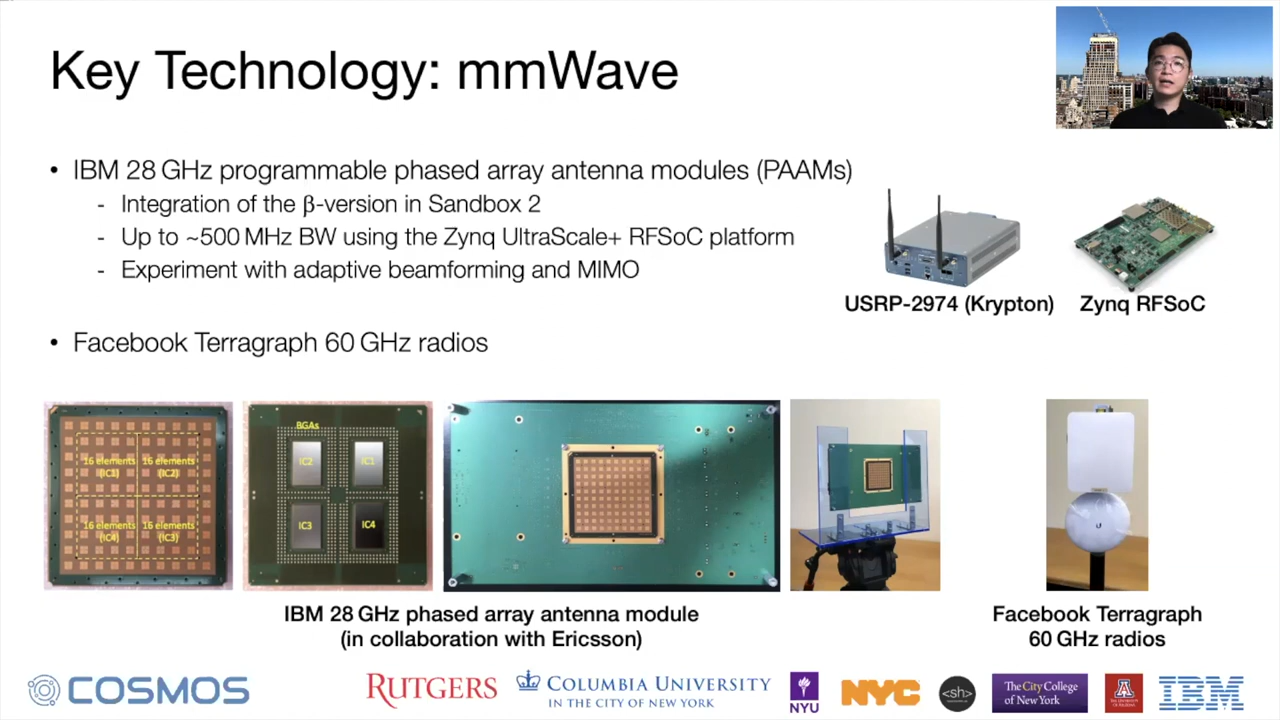 Key Technology: mmWave
• IBM 28 GHz programmable phased array antenna modules (PAAMs)
- Integration of the β-version in Sandbox 2
- Up to ~500 MHz BW using the Zynq UltraScale+ RFSoC platform
- Experiment with adaptive beamforming and MIMO
USRP-2974 (Krypton)
Zynq RFSoC
• Facebook Terragraph 60 GHz radios
16 elements
16 elements
(IC2)
16 elements
(IC4)
16 elements
(IC3)
BGAs
IC2
IC1
IC3
IC4
U
IBM 28 GHz phased array antenna module
(in collaboration with Ericsson)
Facebook Terragraph
60 GHz radios
COSMOS
RUTGERS
COLUMBIA UNIVERSITY
IN THE CITY OF NEW YORK
NYU
NYC
<sh>
The City College
of New York
A
IBM